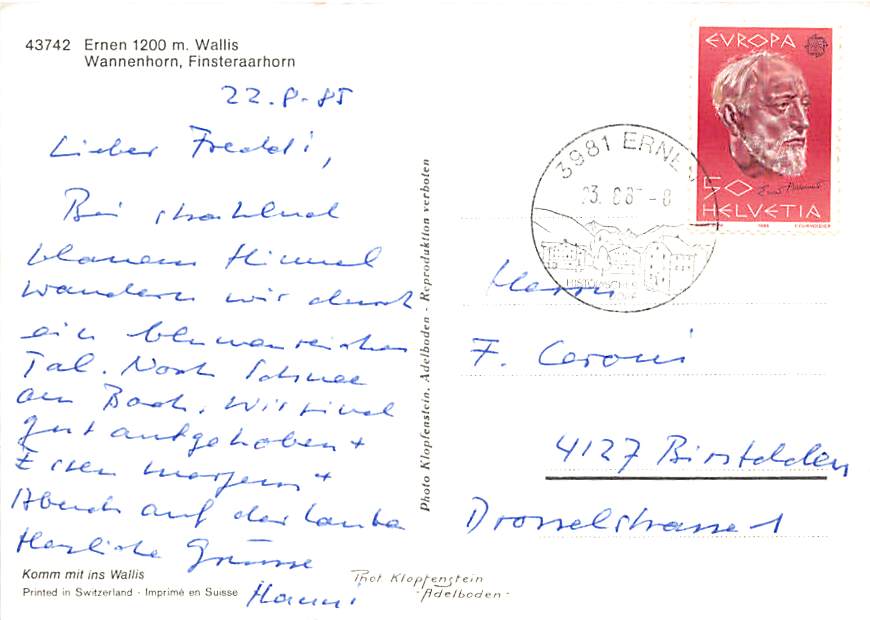 43742 Ernen 1200 m. Wallis
Wannenhorn, Finsteraarhorn
22.8.85
Lieber Freddi,
Bei strahlend
blauem Himmel
wandern wir durch
ein blumenreiches
Tal. Noch Schnee
am Bach. Wir sind
gut aufgehoben +
Essen morgens +
Abends auf der Laube
Herzliche Grüsse
Hanni
Komm mit ins Wallis
Printed in Switzerland - Imprimé en Suisse
Photo Klopfenstein, Adelboden - Reproduktion verboten
Phot Klopfenstein
-Adelboden-
EUROPA
50
HELVETIA
3981 ERNEN
Herrn
F. Ceroni
4127 Birsfelden
Drosselstrasse 1